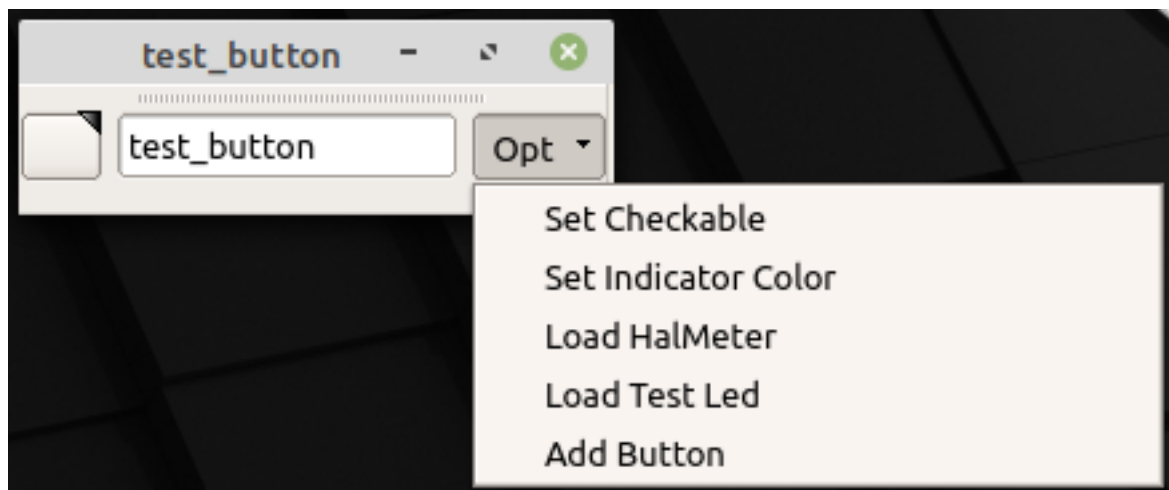 test_button
test_button Opt
Set Checkable
Set Indicator Color
Load HalMeter
Load Test Led
Add Button